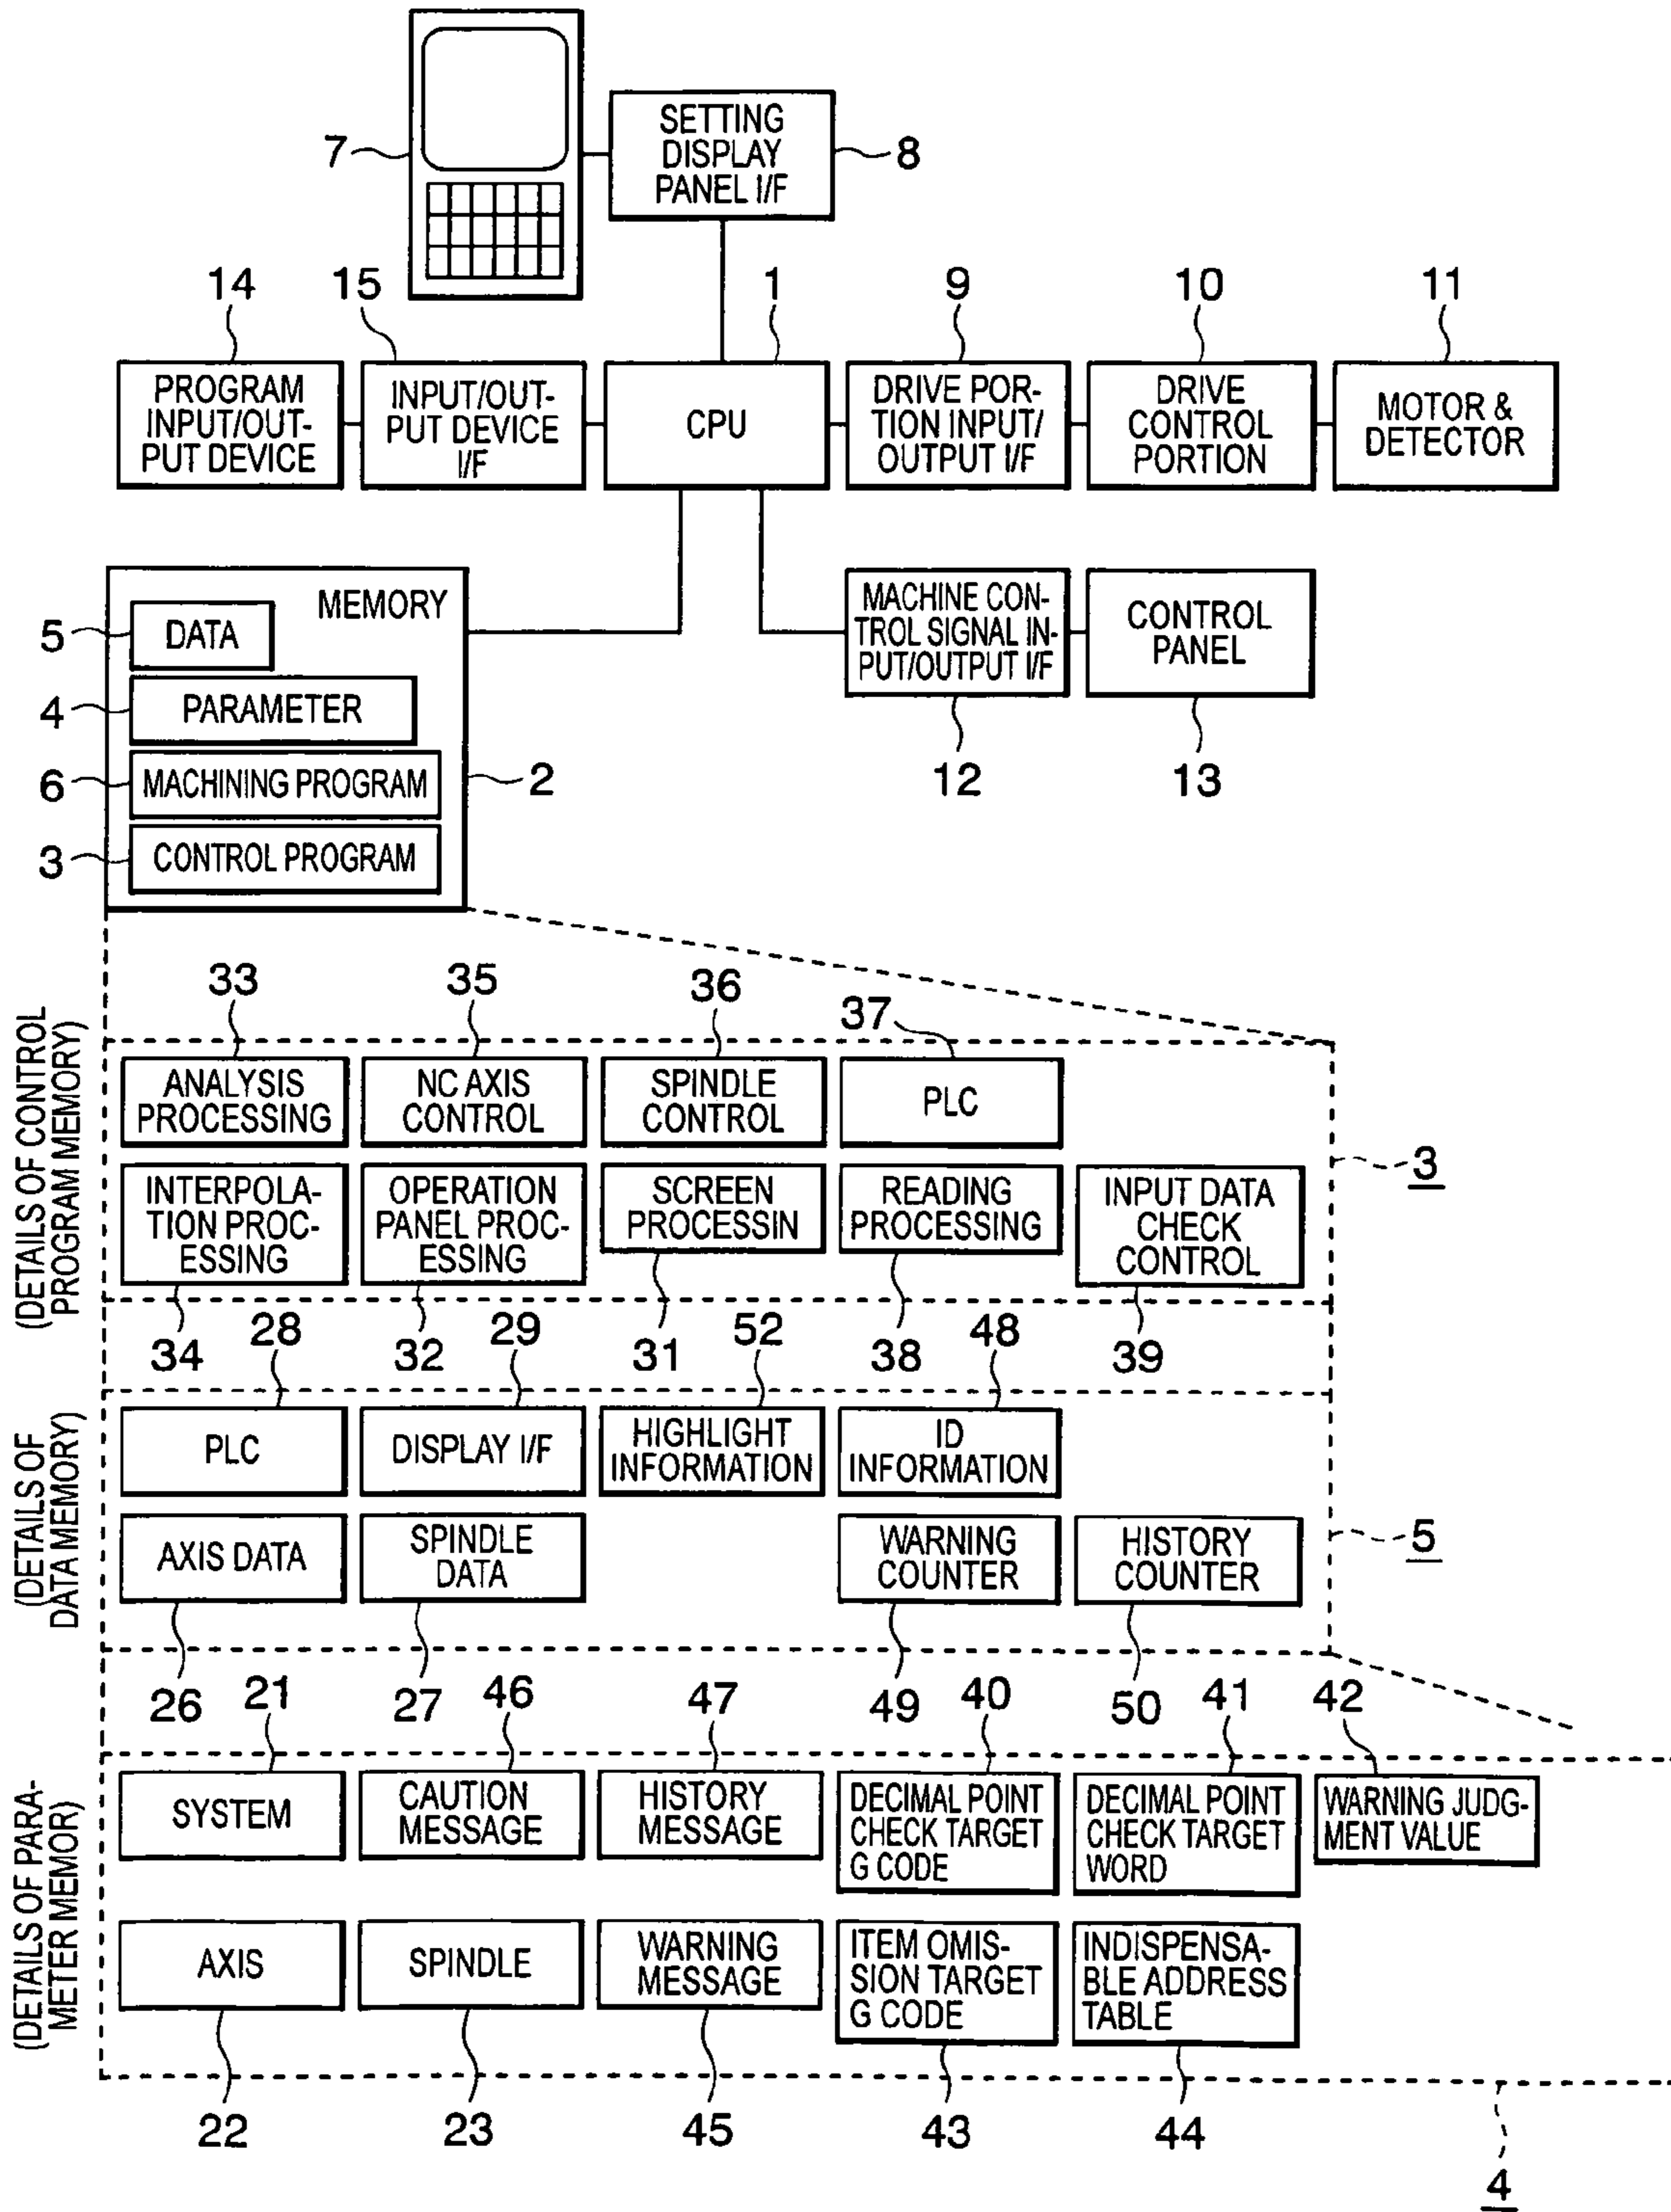 7
SETTING
DISPLAY
PANEL I/F
8
14
15
1
9
10
11
PROGRAM
INPUT/OUT-
PUT DEVICE
INPUT/OUT-
PUT DEVICE
I/F
CPU
DRIVE POR-
TION INPUT/
OUTPUT I/F
DRIVE
CONTROL
PORTION
MOTOR &
DETECTOR
MEMORY
5
DATA
4
PARAMETER
6
MACHINING PROGRAM
2
3
CONTROL PROGRAM
MACHINE CON-
TROL SIGNAL IN-
PUT/OUTPUT I/F
CONTROL
PANEL
12
13
(DETAILS OF CONTROL
PROGRAM MEMORY)
33
35
36
37
ANALYSIS
PROCESSING
NC AXIS
CONTROL
SPINDLE
CONTROL
PLC
3
INTERPOLA-
TION PROC-
ESSING
OPERATION
PANEL PROC-
ESSING
SCREEN
PROCESSIN
READING
PROCESSING
INPUT DATA
CHECK
CONTROL
34
28
32
29
31
52
38
48
39
(DETAILS OF
DATA MEMORY)
PLC
DISPLAY I/F
HIGHLIGHT
INFORMATION
ID
INFORMATION
AXIS DATA
SPINDLE
DATA
WARNING
COUNTER
HISTORY
COUNTER
5
26
21
27
46
47
49
40
50
41
42
(DETAILS OF PARA-
METER MEMOR)
SYSTEM
CAUTION
MESSAGE
HISTORY
MESSAGE
DECIMAL POINT
CHECK TARGET
G CODE
DECIMAL POINT
CHECK TARGET
WORD
WARNING JUDG-
MENT VALUE
AXIS
SPINDLE
WARNING
MESSAGE
ITEM OMIS-
SION TARGET
G CODE
INDISPENSA-
BLE ADDRESS
TABLE
22
23
45
43
44
4